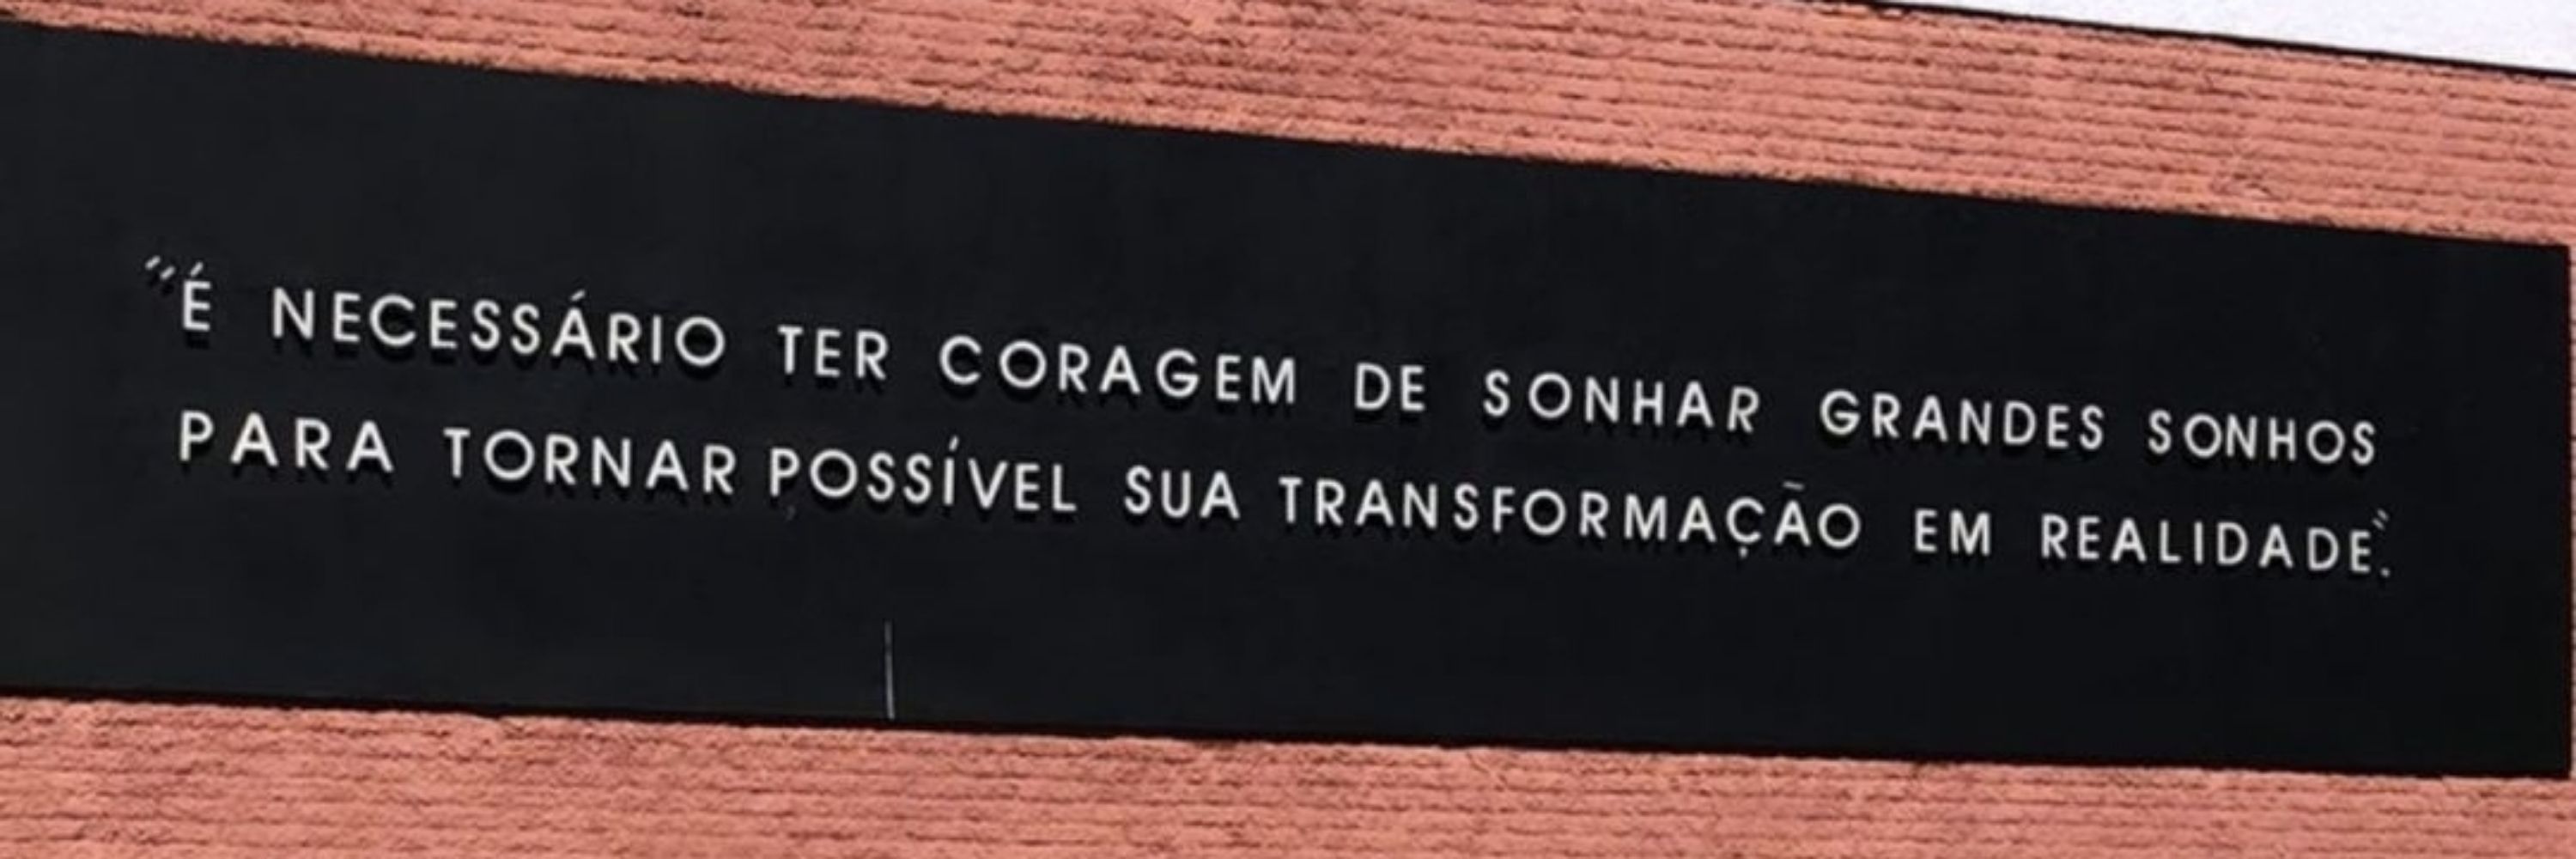 "É NECESSÁRIO TER CORAGEM DE SONHAR GRANDES SONHOS
PARA TORNAR POSSÍVEL SUA TRANSFORMAÇÃO EM REALIDADE".